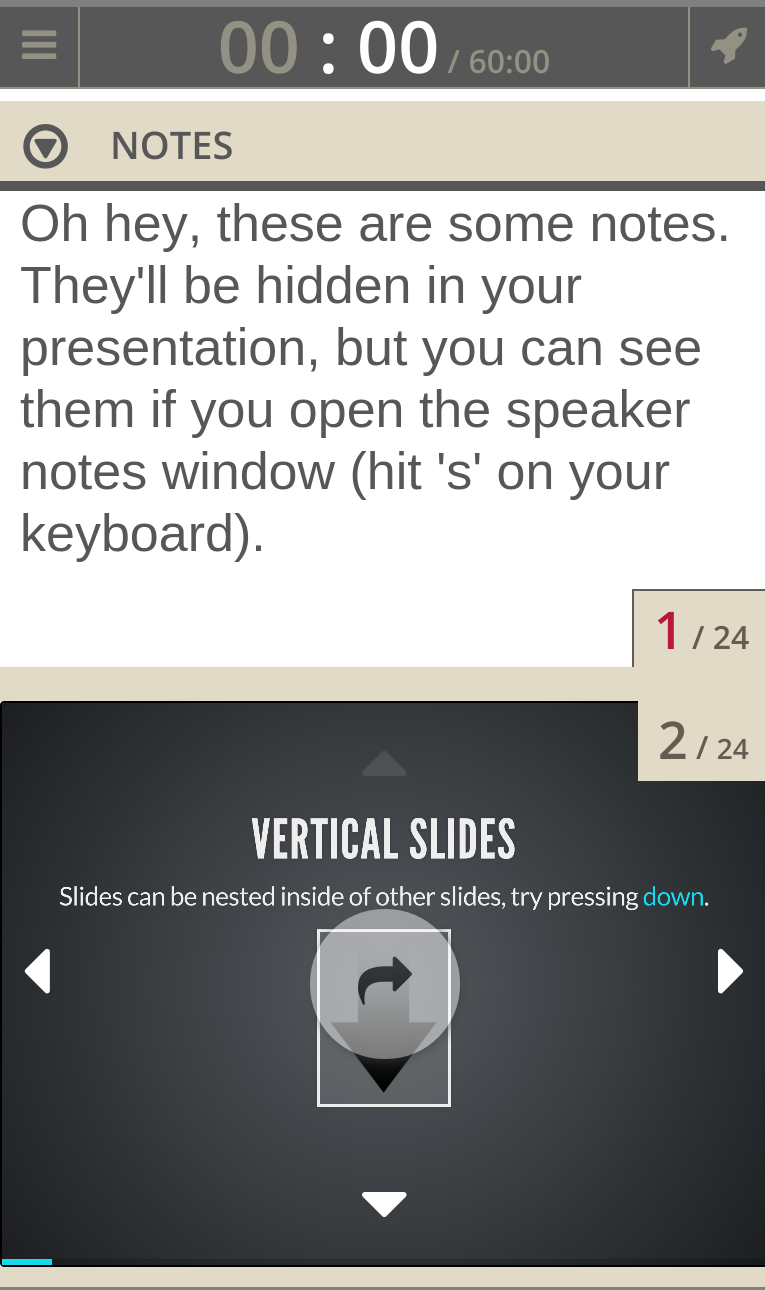 00 : 00 / 60:00
NOTES
Oh hey, these are some notes.
They'll be hidden in your
presentation, but you can see
them if you open the speaker
notes window (hit 's' on your
keyboard).
1 / 24
2 / 24
VERTICAL SLIDES
Slides can be nested inside of other slides, try pressing down.